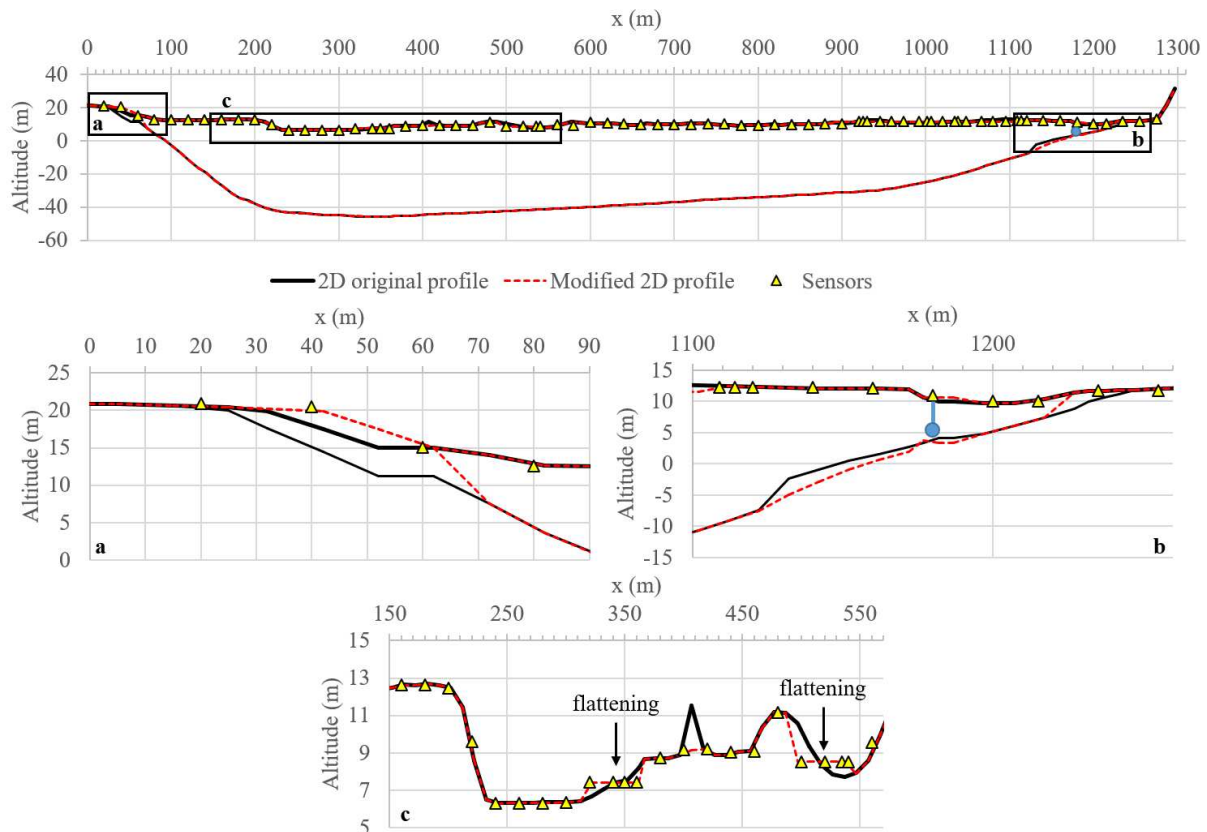 x (m)
0 100 200 300 400 500 600 700 800 900 1000 1100 1200 1300
Altitude (m)
40
20
0
-20
-40
-60
a
c
b
2D original profile Modified 2D profile Sensors
x (m)
0 10 20 30 40 50 60 70 80 90
Altitude (m)
25
20
15
10
5
0
a
x (m)
1100 1200
Altitude (m)
15
10
5
0
-5
-10
-15
b
x (m)
150 250 350 450 550
Altitude (m)
15
13
11
9
7
5
flattening
flattening
c